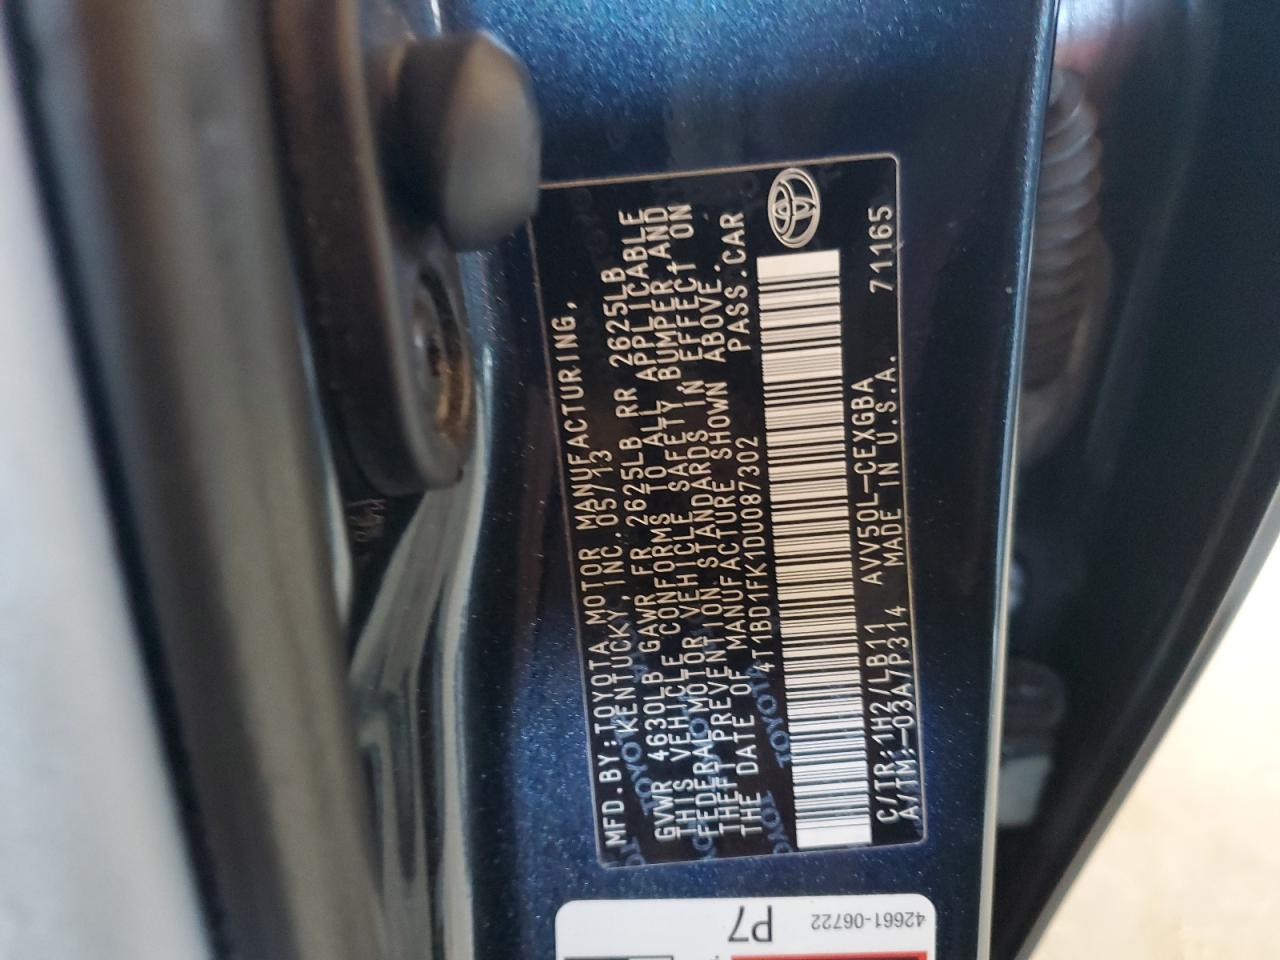 MFD.BY:TOYOTA MOTOR MANUFACTURING,
KENTUCKY,INC 05/13
GVWR 4630LB GAWR FR 2625LB RR 2625LB
THIS VEHICLE CONFORMS TO ALL APPLICABLE
FEDERAL MOTOR VEHICLE SAFETY,BUMPER,AND
THEFT PREVENTION STANDARDS IN EFFECT ON
THE DATE OF MANUFACTURE SHOWN ABOVE.
4T1BD1FK1DU087302 PASS.CAR
C/TR:1H2/LB11 AVV50L-CEXGBA 71165
A/TM:-03A/P314 MADE IN U.S.A.
42661-06722
P7